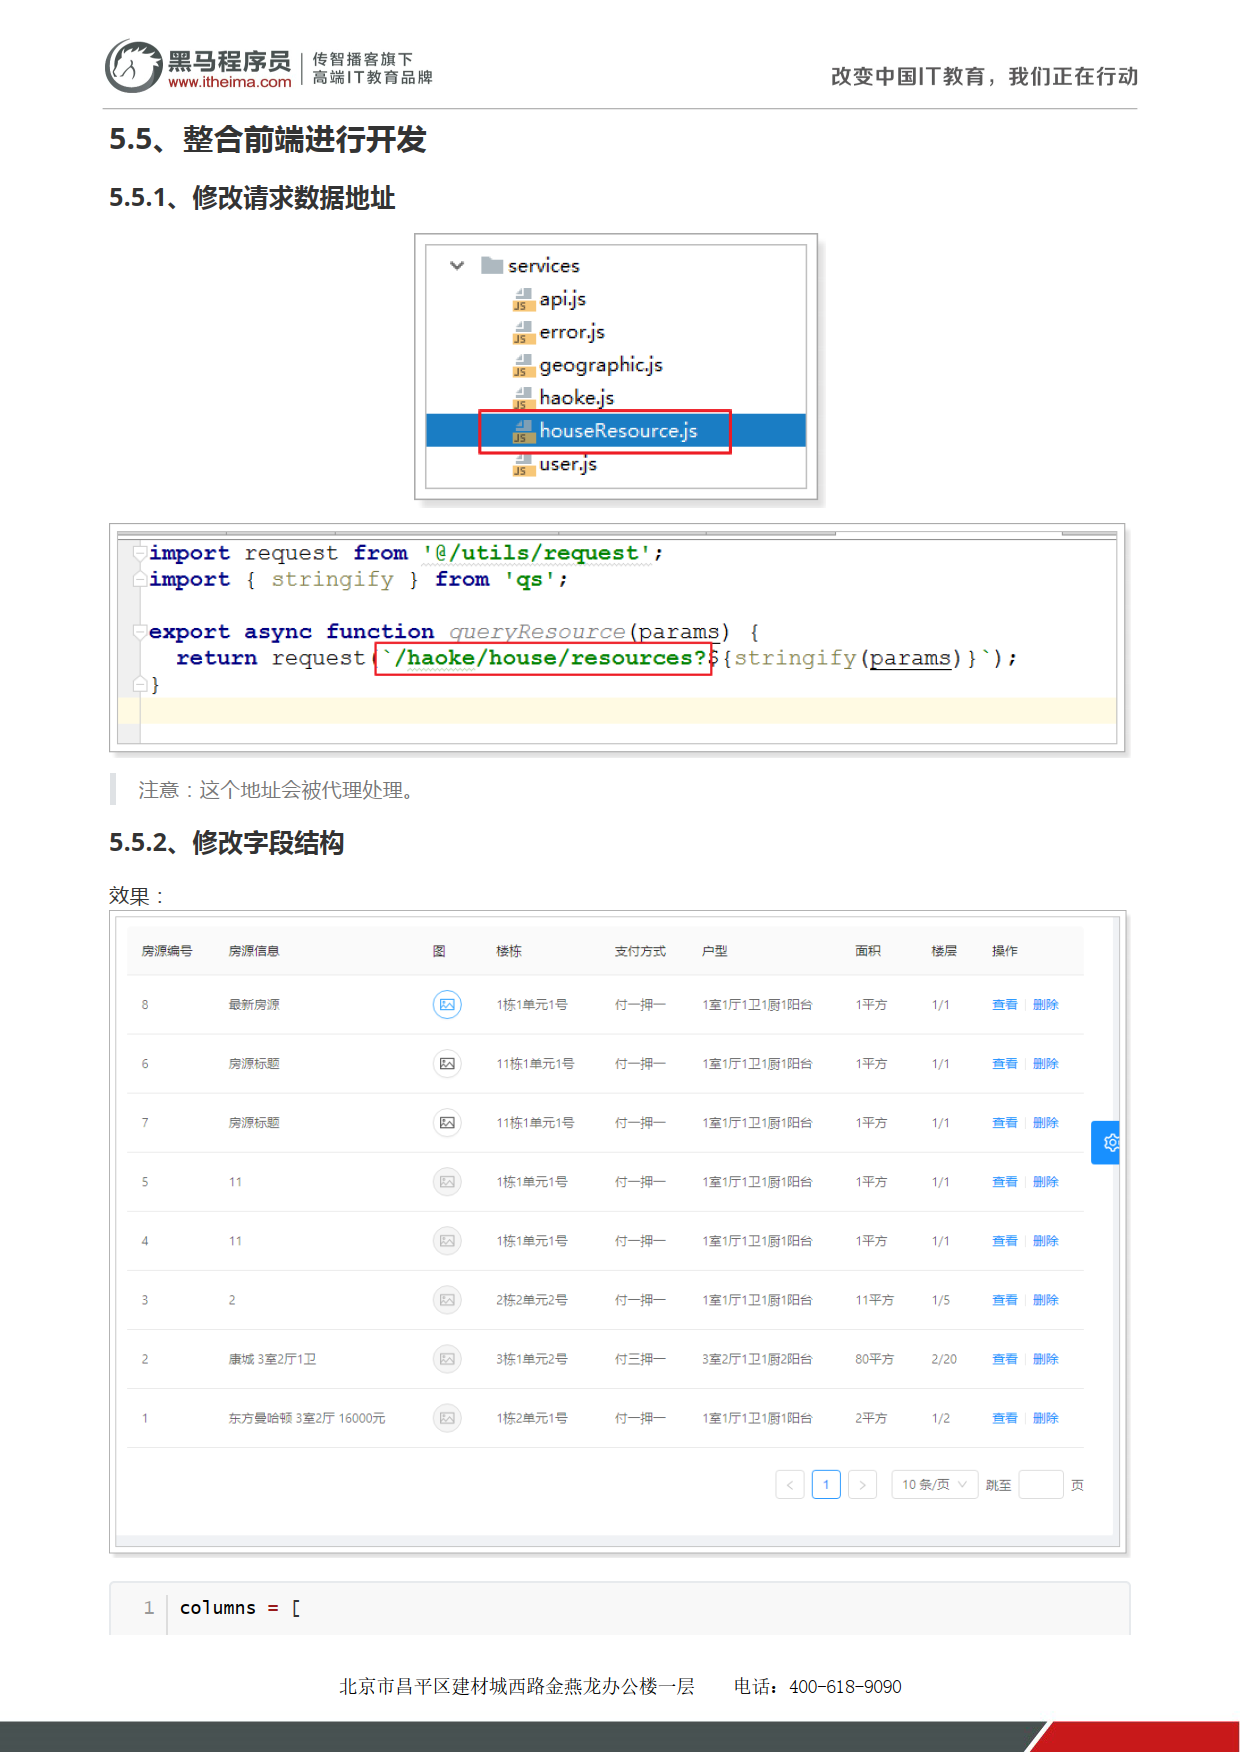 黑马程序员
www.itheima.com
传智播客旗下
高端IT教育品牌
改变中国IT教育，我们正在行动
5.5、整合前端进行开发
5.5.1、修改请求数据地址
services
api.js
error.js
geographic.js
haoke.js
houseResource.js
user.js
import request from '@/utils/request';
import { stringify } from 'qs';
export async function queryResource(params) {
return request(`/haoke/house/resources?${stringify(params)}`);
}
注意：这个地址会被代理处理。
5.5.2、修改字段结构
效果：
房源编号 房源信息 图 楼栋 支付方式 户型 面积 楼层 操作
8 最新房源 1栋1单元1号 付一押一 1室1厅1卫1厨1阳台 1平方 1/1 查看 删除
6 房源标题 11栋1单元1号 付一押一 1室1厅1卫1厨1阳台 1平方 1/1 查看 删除
7 房源标题 11栋1单元1号 付一押一 1室1厅1卫1厨1阳台 1平方 1/1 查看 删除
5 11 1栋1单元1号 付一押一 1室1厅1卫1厨1阳台 1平方 1/1 查看 删除
4 11 1栋1单元1号 付一押一 1室1厅1卫1厨1阳台 1平方 1/1 查看 删除
3 2 2栋2单元2号 付一押一 1室1厅1卫1厨1阳台 11平方 1/5 查看 删除
2 康城 3室2厅1卫 3栋1单元2号 付三押一 3室2厅1卫1厨2阳台 80平方 2/20 查看 删除
1 东方曼哈顿 3室2厅 16000元 1栋2单元1号 付一押一 1室1厅1卫1厨1阳台 2平方 1/2 查看 删除
< 1 > 10 条/页 跳至 页
1 columns = [
北京市昌平区建材城西路金燕龙办公楼一层 电话：400-618-9090